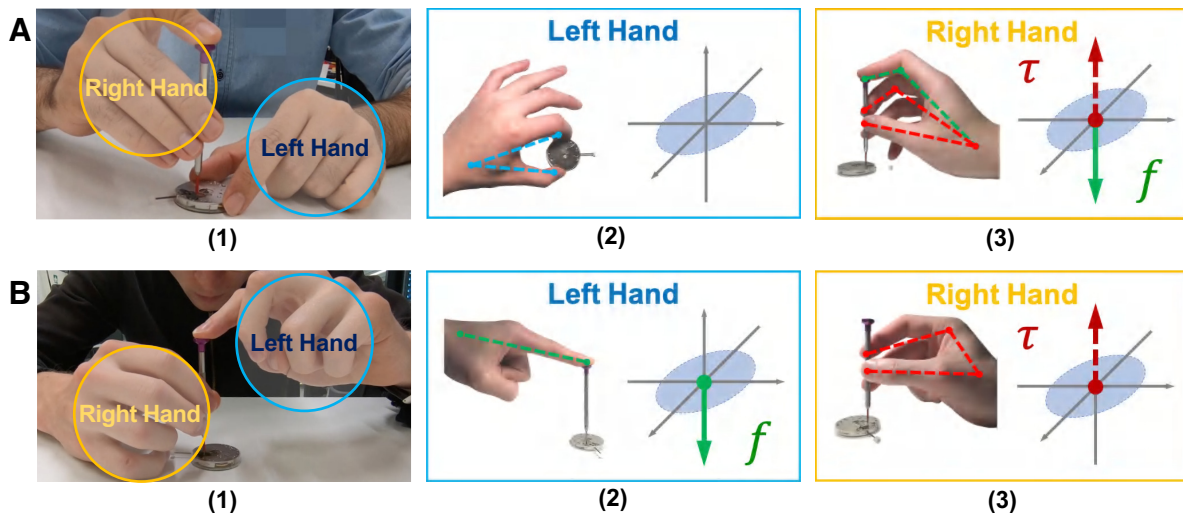 A
Right Hand
Left Hand
(1)
Left Hand
(2)
Right Hand
τ
f
(3)
B
Left Hand
Right Hand
(1)
Left Hand
f
(2)
Right Hand
τ
(3)